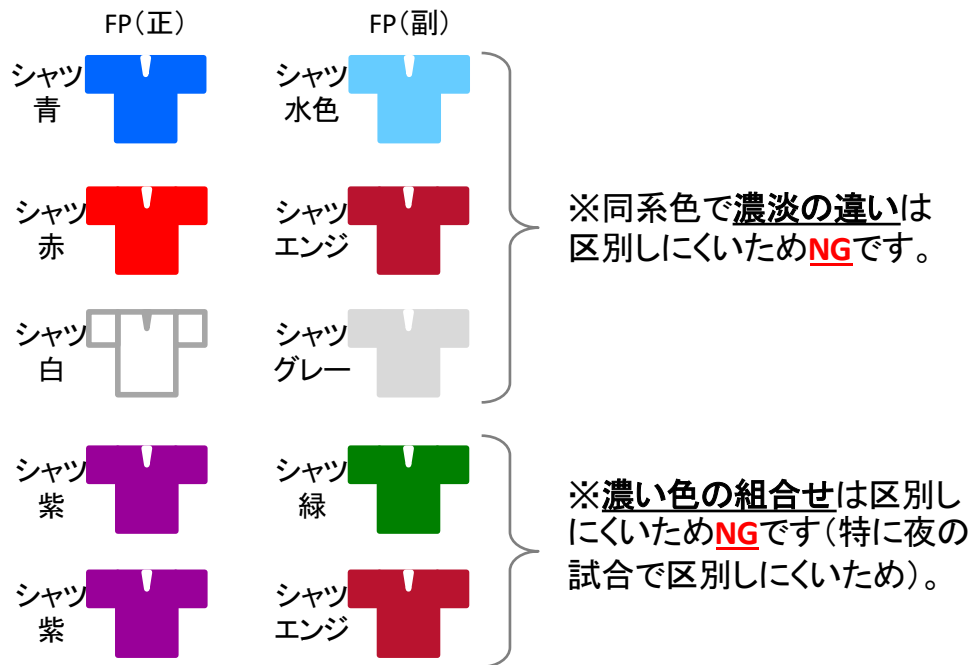 FP(正)
FP(副)
シャツ
青
シャツ
水色
シャツ
赤
シャツ
エンジ
シャツ
白
シャツ
グレー
※同系色で濃淡の違いは
区別しにくいためNGです。
シャツ
紫
シャツ
緑
シャツ
紫
シャツ
エンジ
※濃い色の組合せは区別し
にくいためNGです(特に夜の
試合で区別しにくいため)。